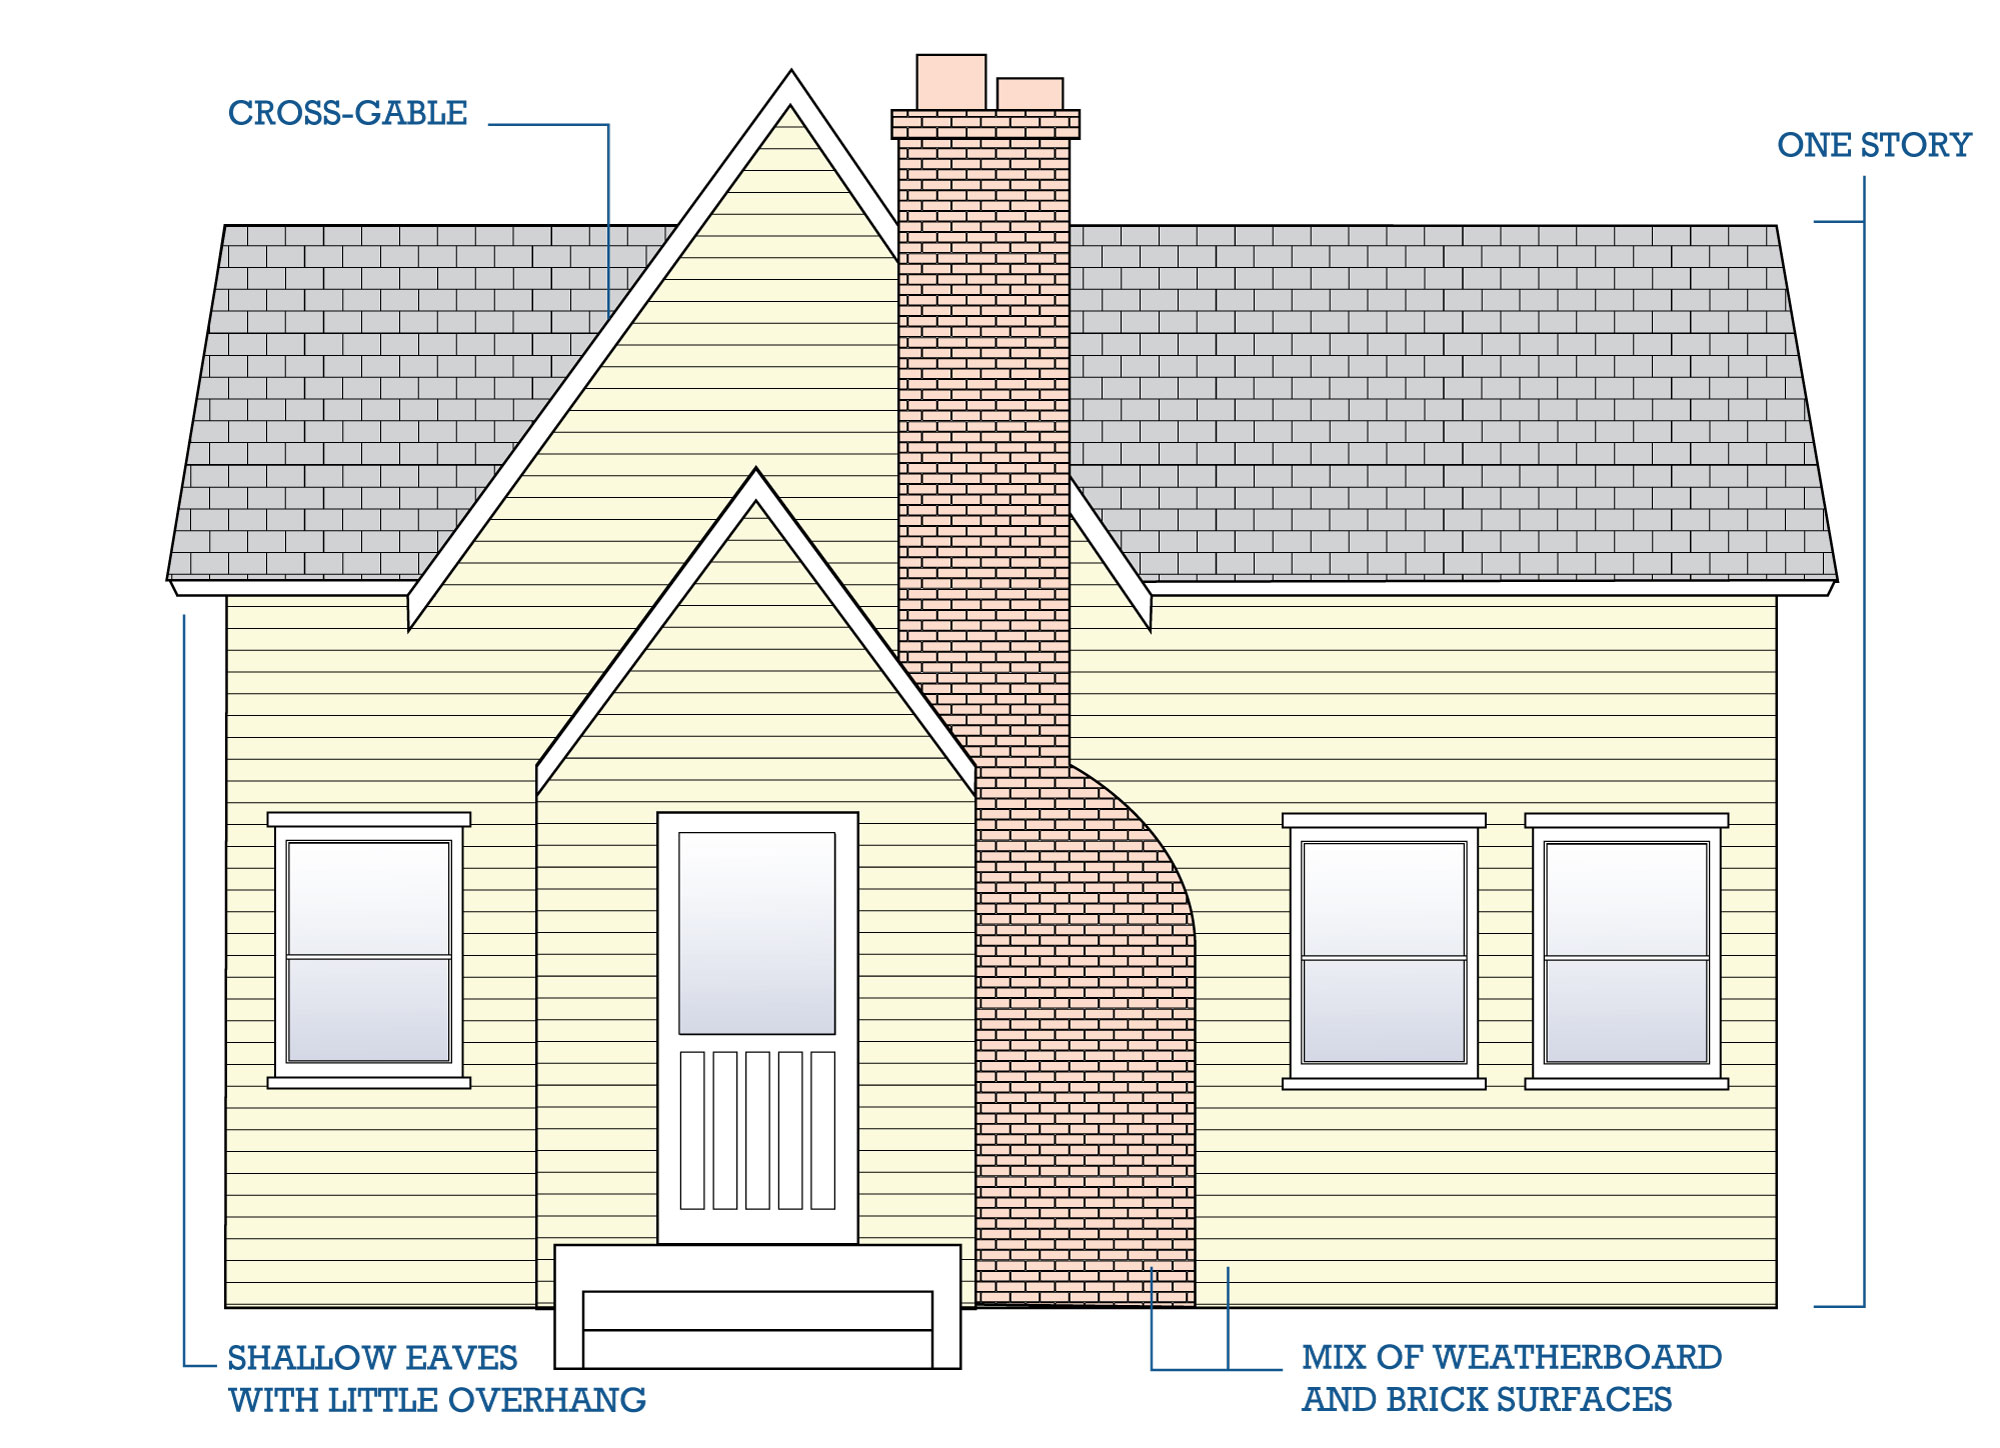 CROSS-GABLE
ONE STORY
SHALLOW EAVES
WITH LITTLE OVERHANG
MIX OF WEATHERBOARD
AND BRICK SURFACES